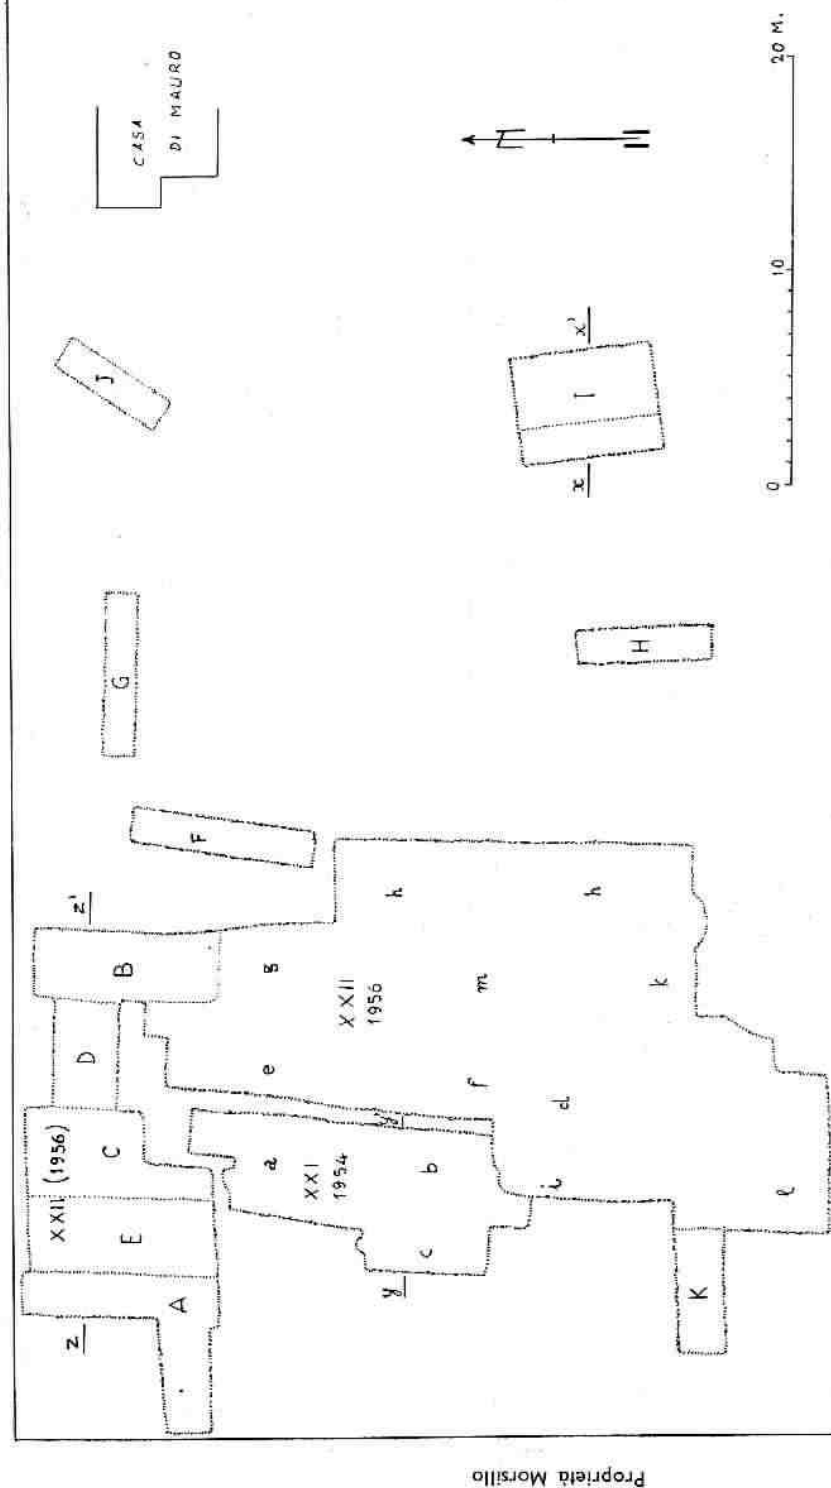 CASA
DI MAURO
J
G
F
z'
B
D
XXII (1956)
C
E
z
A
N
20 M.
10
0
x'
I
x
H
h
h
g
XXII
1956
m
k
e
f
d
y'
a
XXI
1954
b
i
l
c
y
K
Proprietà Morsillo